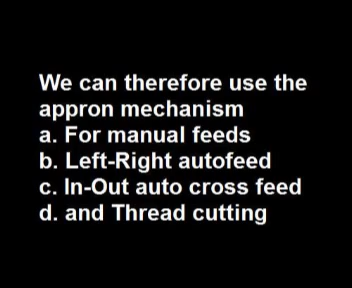 We can therefore use the
appron mechanism
a. For manual feeds
b. Left-Right autofeed
c. In-Out auto cross feed
d. and Thread cutting